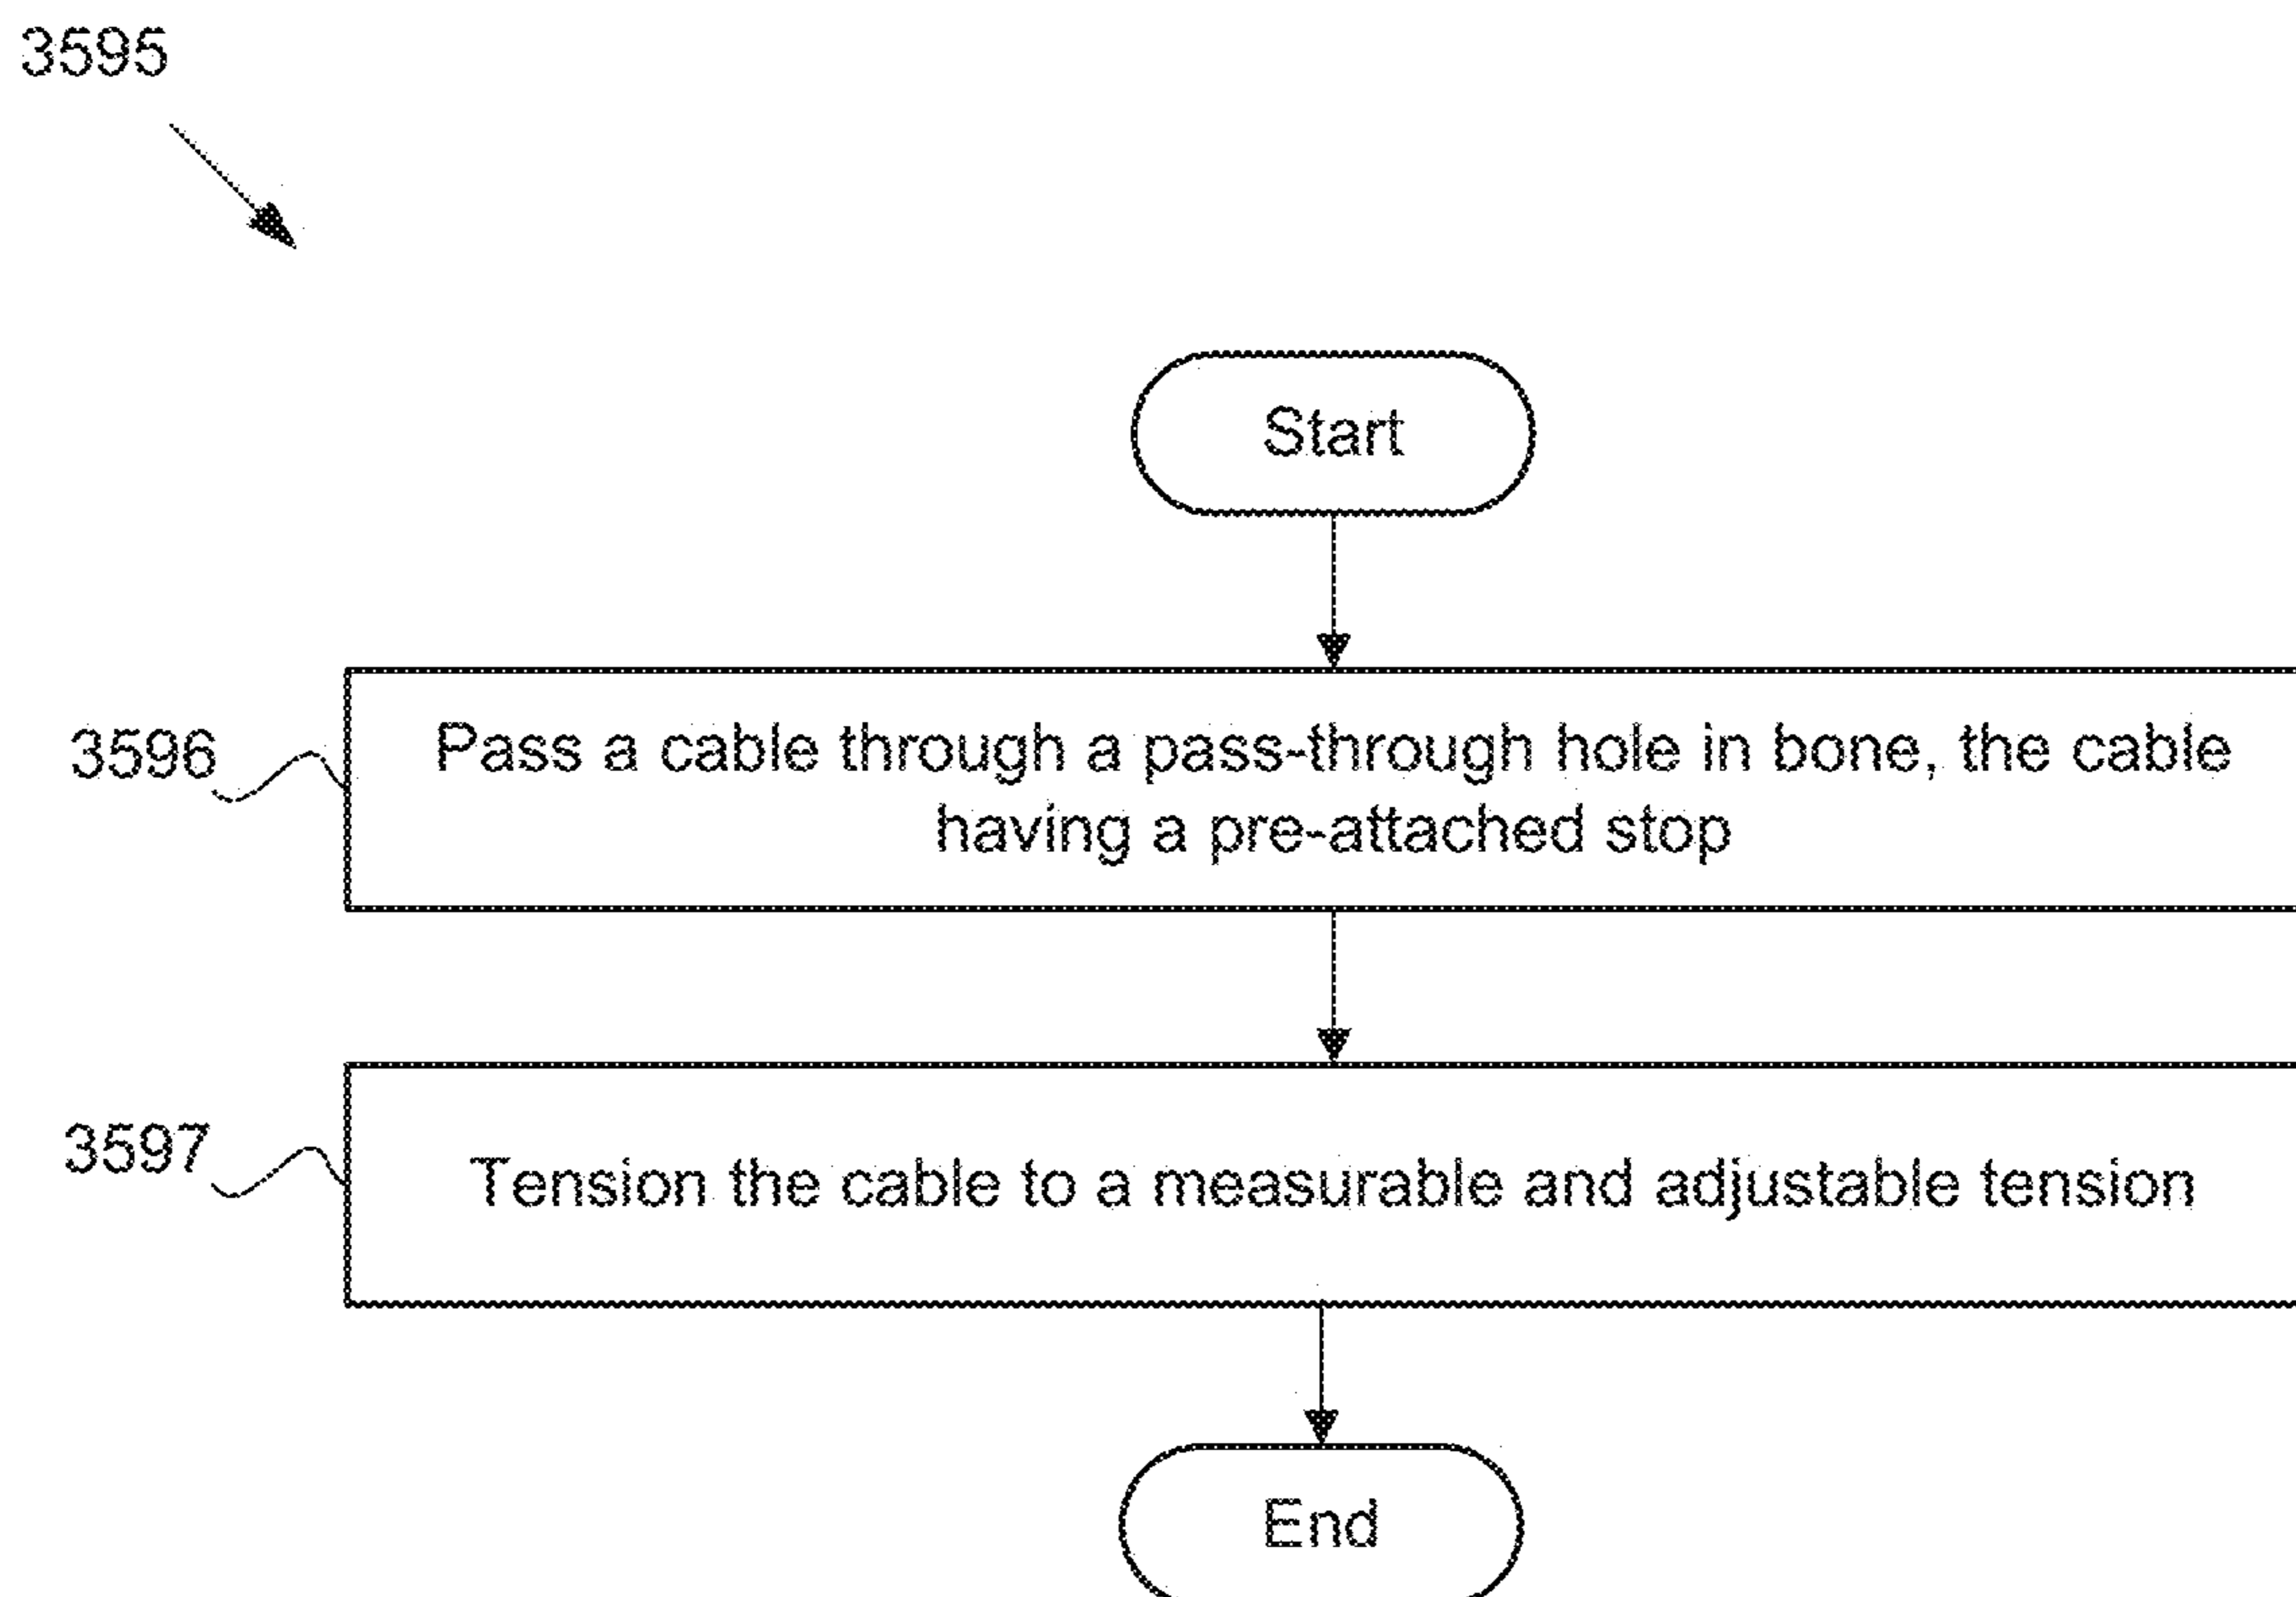 3595
Start
3596
Pass a cable through a pass-through hole in bone, the cable
having a pre-attached stop
3597
Tension the cable to a measurable and adjustable tension
End